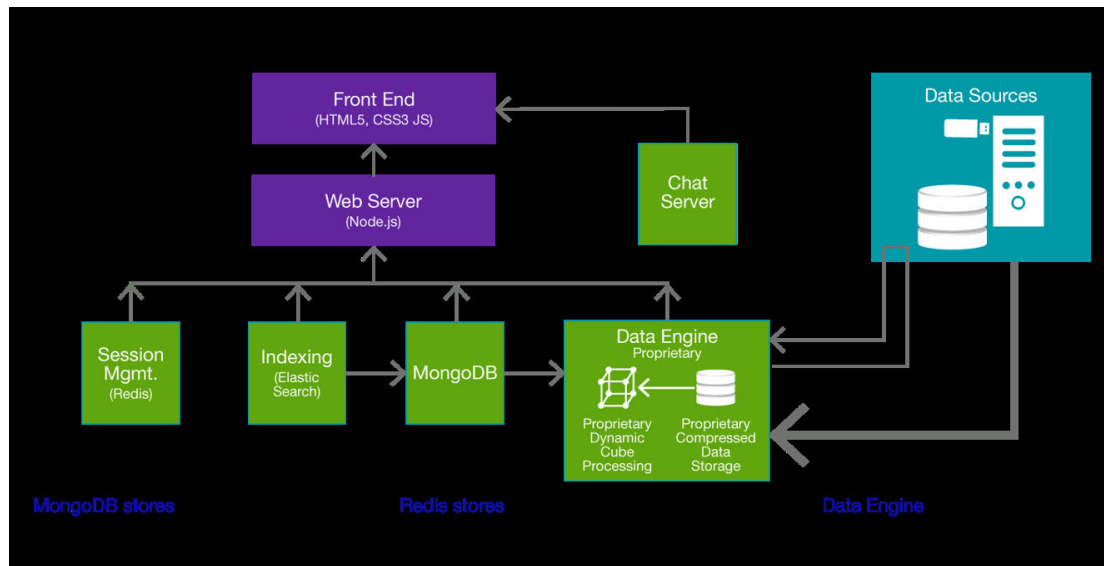 Front End
(HTML5, CSS3 JS)
Data Sources
Chat
Server
Web Server
(Node.js)
Session
Mgmt.
(Redis)
Indexing
(Elastic
Search)
MongoDB
Data Engine
Proprietary
Proprietary
Dynamic
Cube
Processing
Proprietary
Compressed
Data
Storage
MongoDB stores
Redis stores
Data Engine